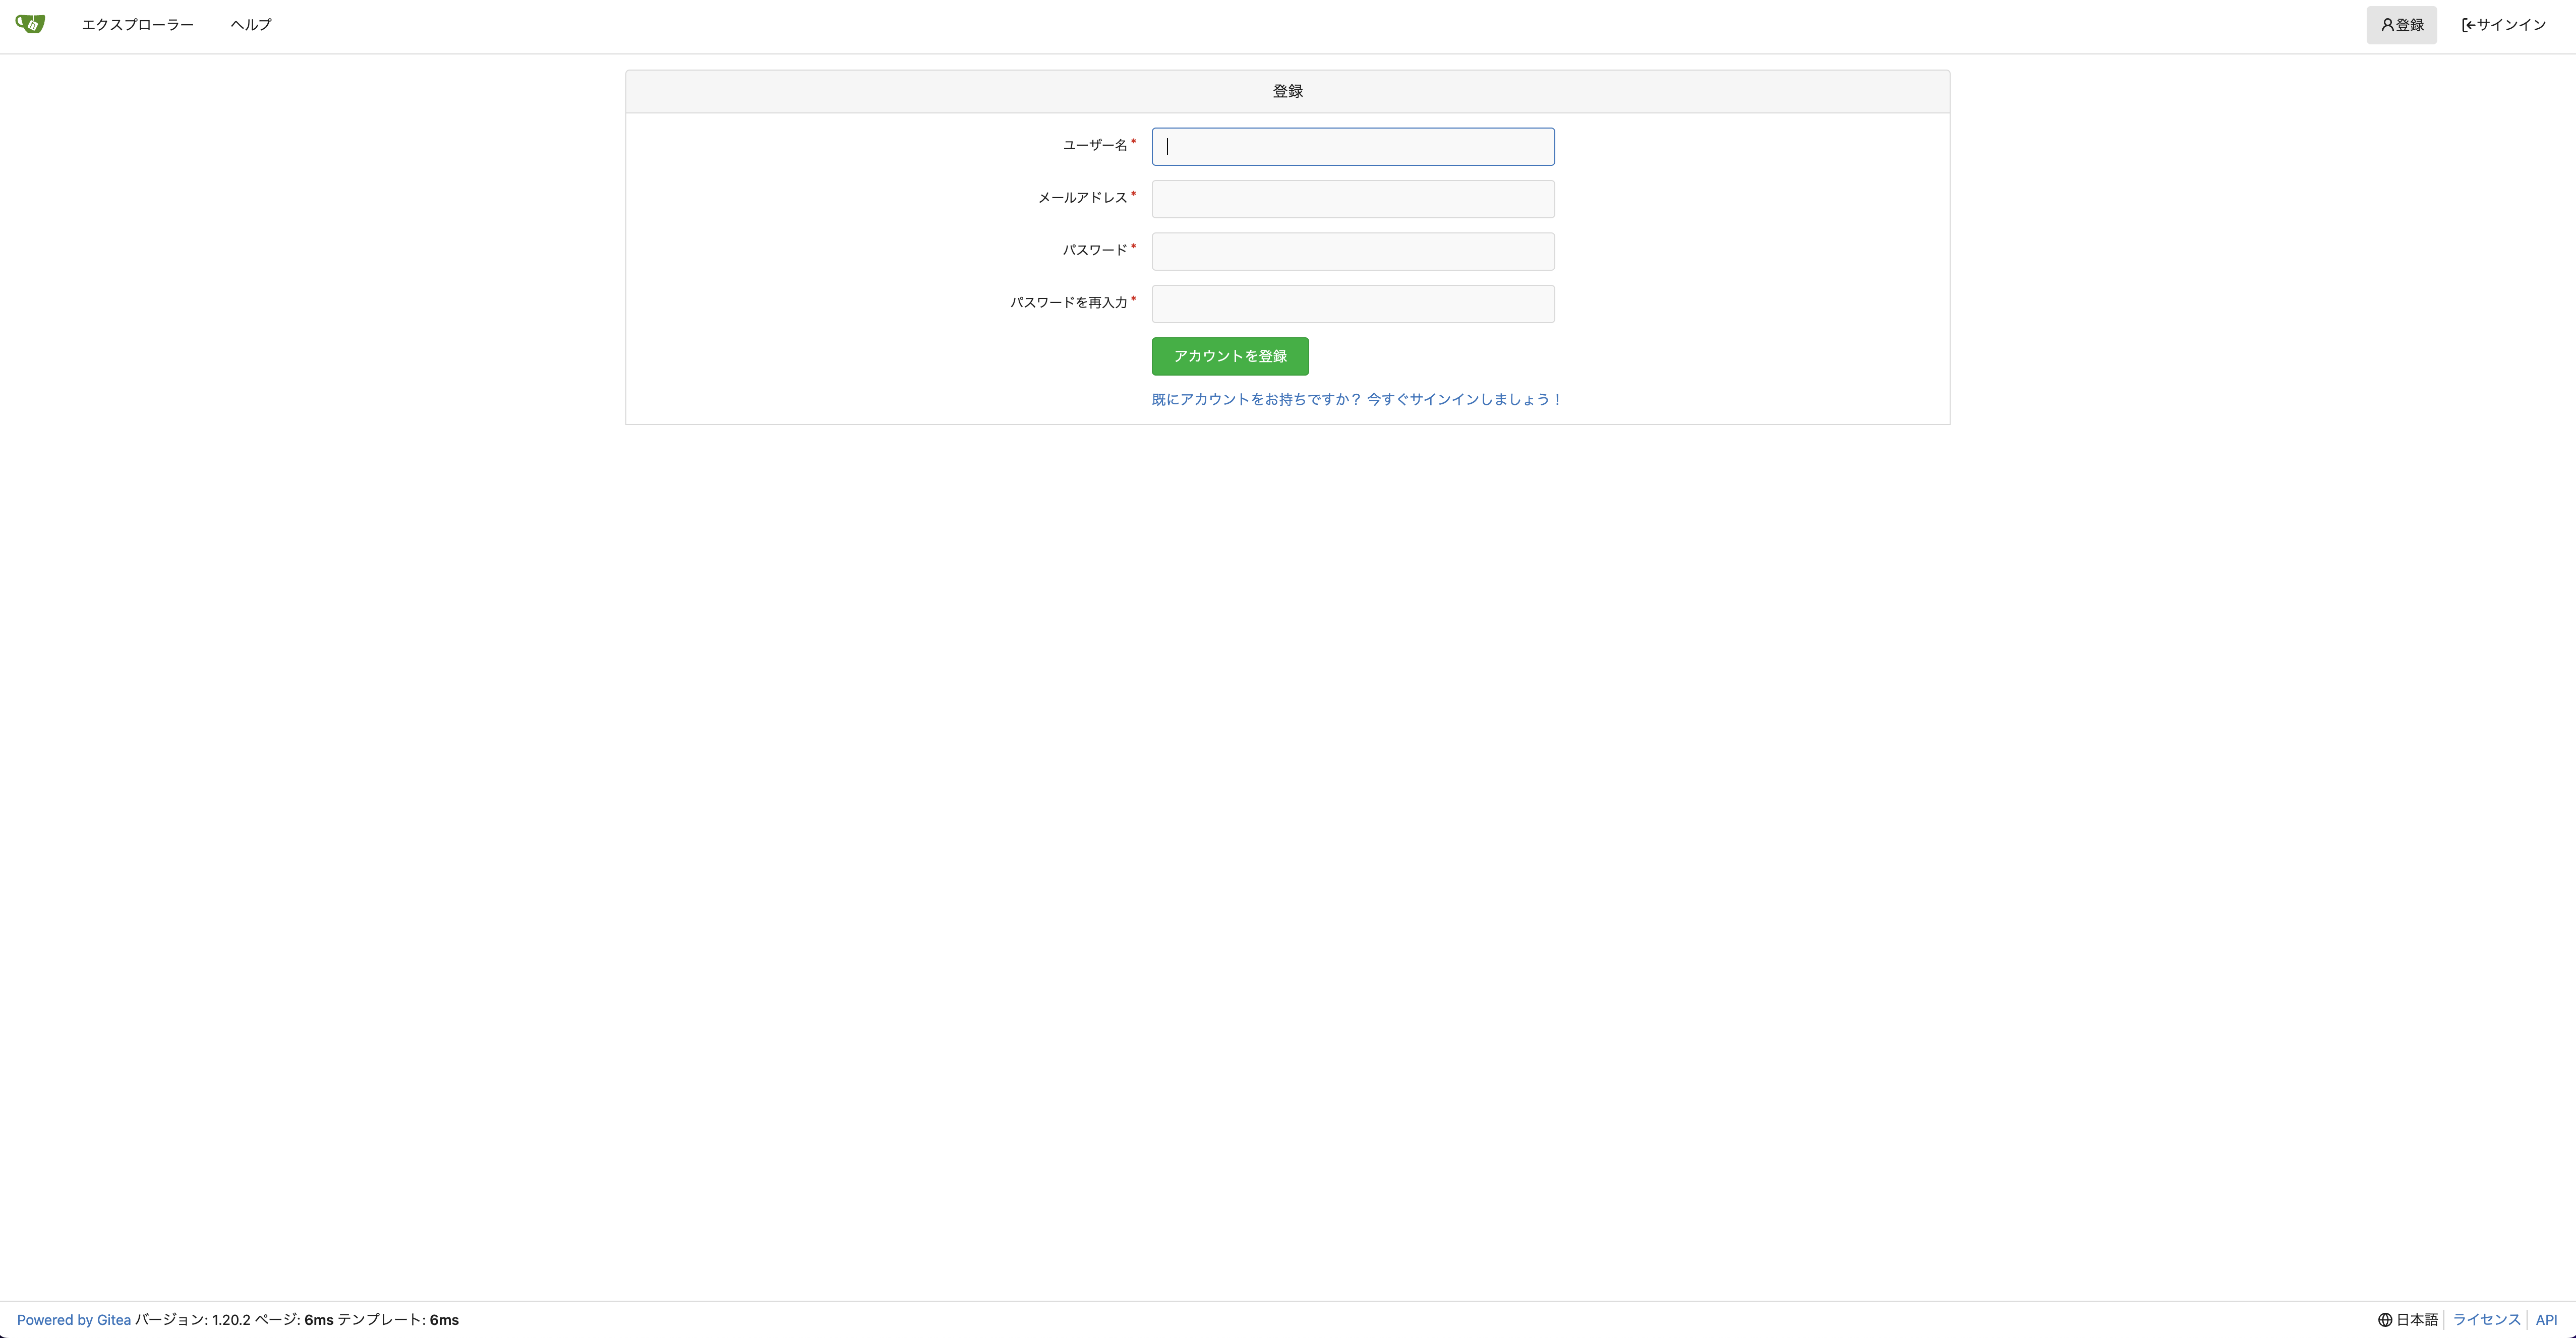 エクスプローラー ヘルプ 登録 サインイン
登録
ユーザー名*
メールアドレス*
パスワード*
パスワードを再入力*
アカウントを登録
既にアカウントをお持ちですか？ 今すぐサインインしましょう！
Powered by Gitea バージョン: 1.20.2 ページ: 6ms テンプレート: 6ms 日本語 ライセンス API